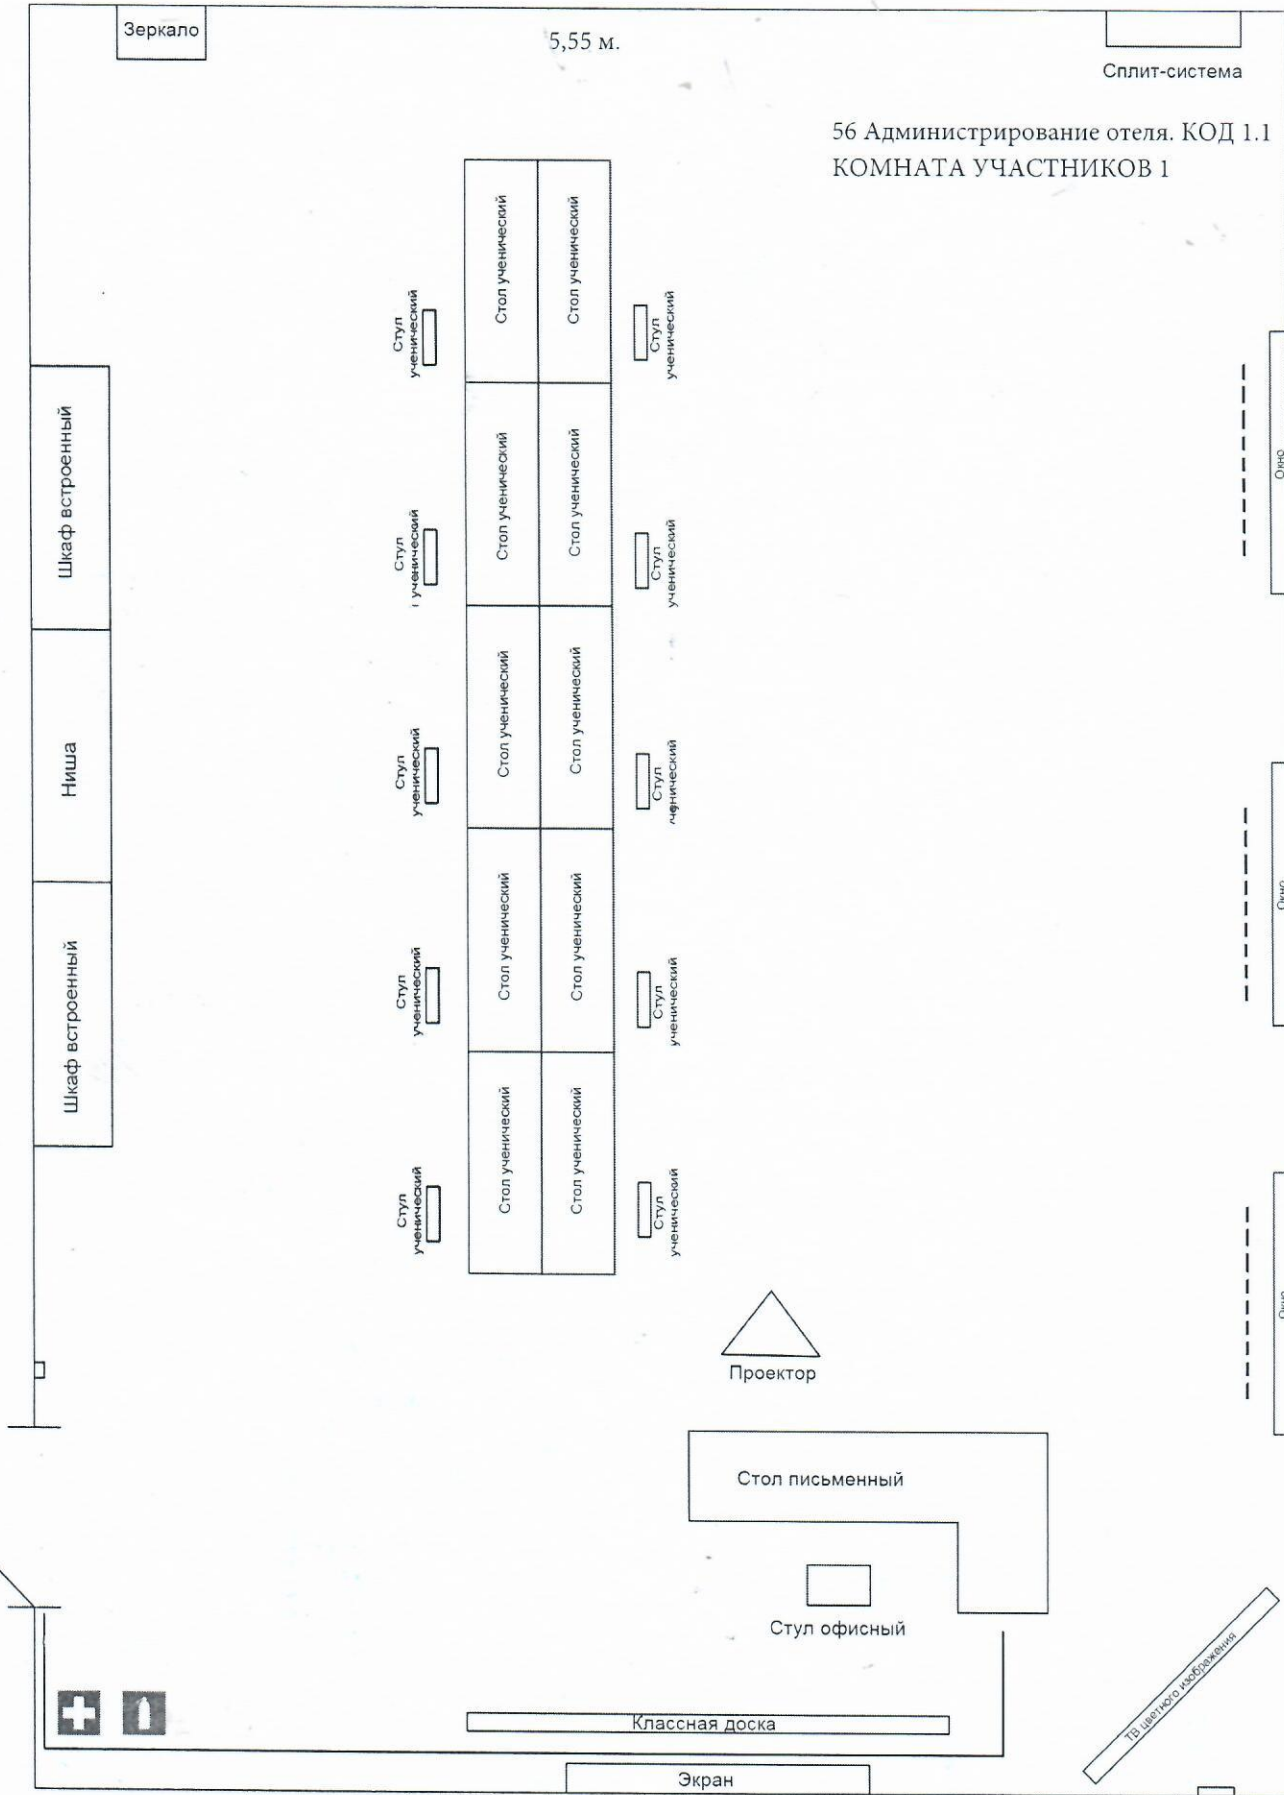 Зеркало
5,55 м.
Сплит-система
56 Администрирование отеля. КОД 1.1
КОМНАТА УЧАСТНИКОВ 1
Стол ученический
Стол ученический
Стул
ученический
Стул
ученический
Шкаф встроенный
Окно
Стол ученический
Стол ученический
Стул
ученический
Стул
ученический
Ниша
Стол ученический
Стол ученический
Стул
ученический
Стул
ученический
Окно
Шкаф встроенный
Стол ученический
Стол ученический
Стул
ученический
Стул
ученический
Стол ученический
Стол ученический
Стул
ученический
Стул
ученический
Окно
Проектор
Стол письменный
Стул офисный
ТВ цветного изображения
Классная доска
Экран